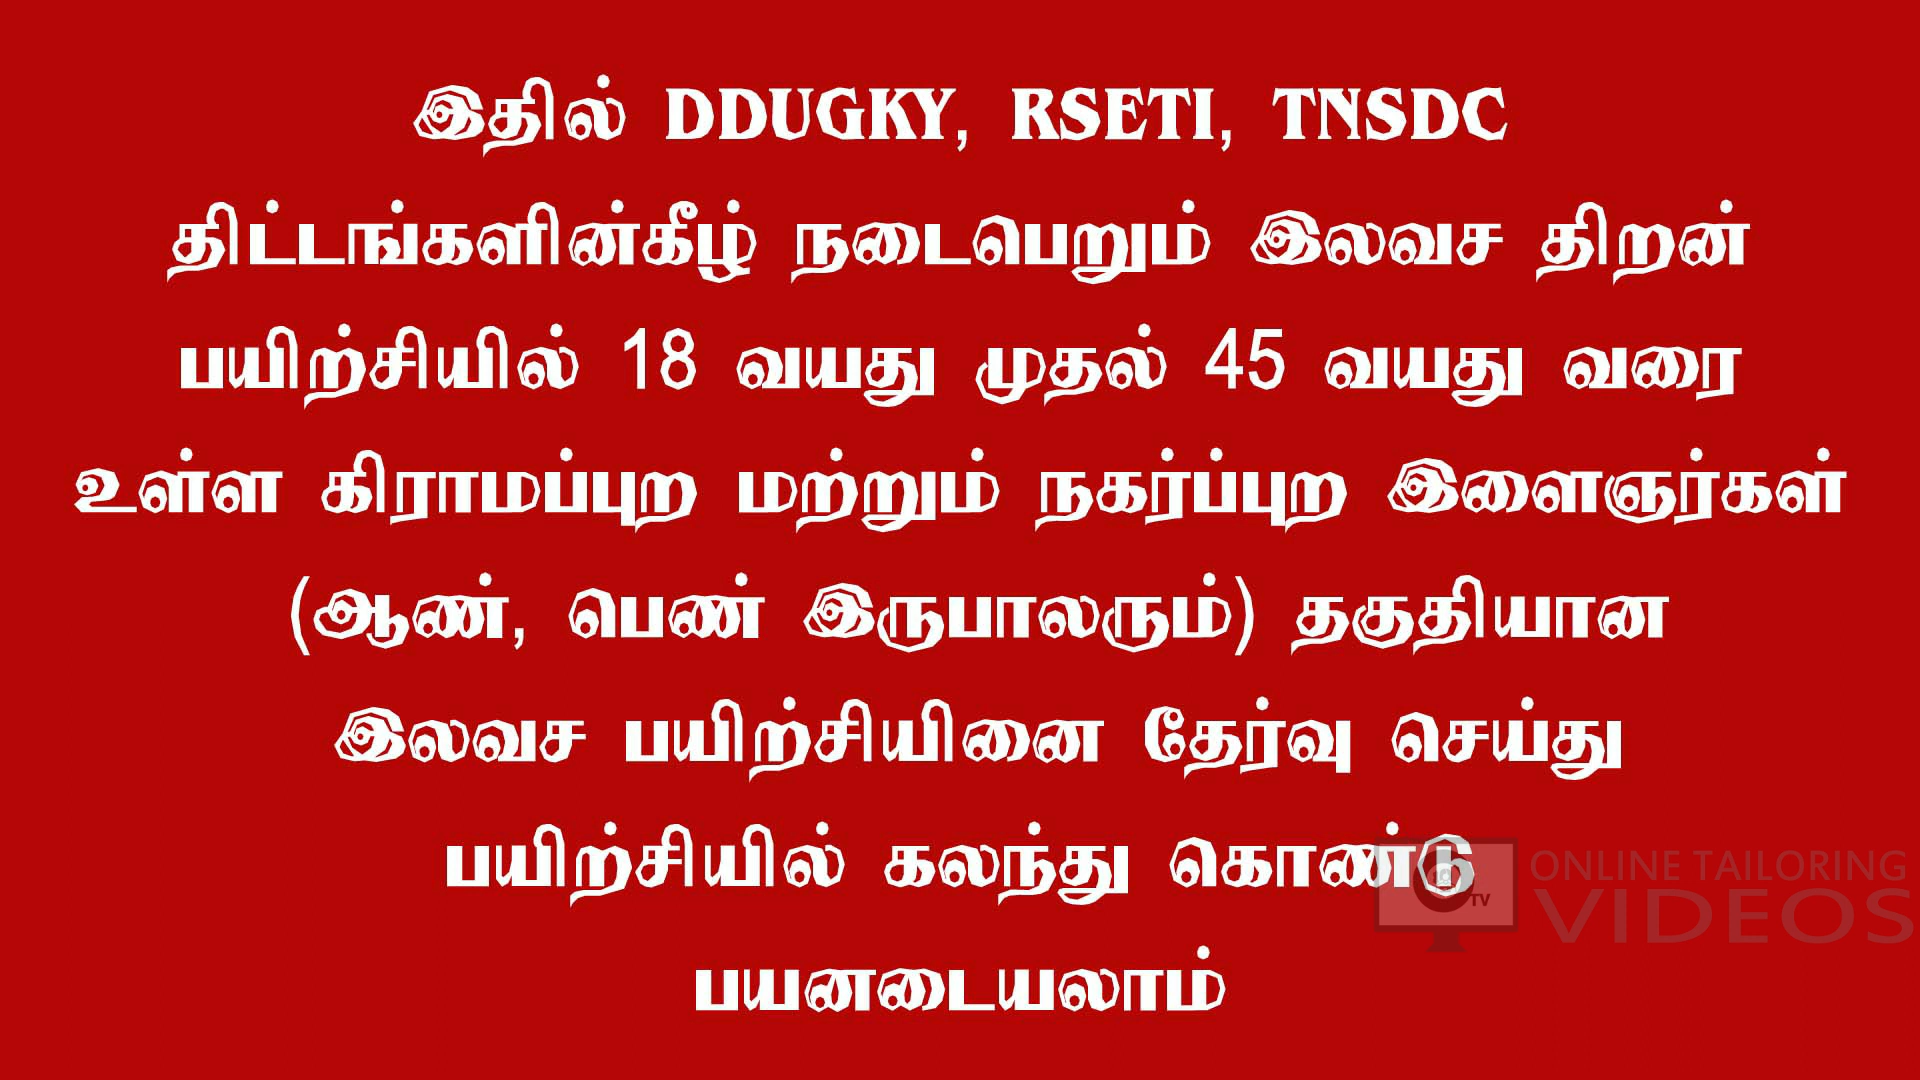 இதில் DDUGKY, RSETI, TNSDC
திட்டங்களின்கீழ் நடைபெறும் இலவச திறன்
பயிற்சியில் 18 வயது முதல் 45 வயது வரை
உள்ள கிராமப்புற மற்றும் நகர்ப்புற இளைஞர்கள்
(ஆண், பெண் இருபாலரும்) தகுதியான
இலவச பயிற்சியினை தேர்வு செய்து
பயிற்சியில் கலந்து கொண்டு
பயனடையலாம்
ONLINE TAILORING
VIDEOS
TV